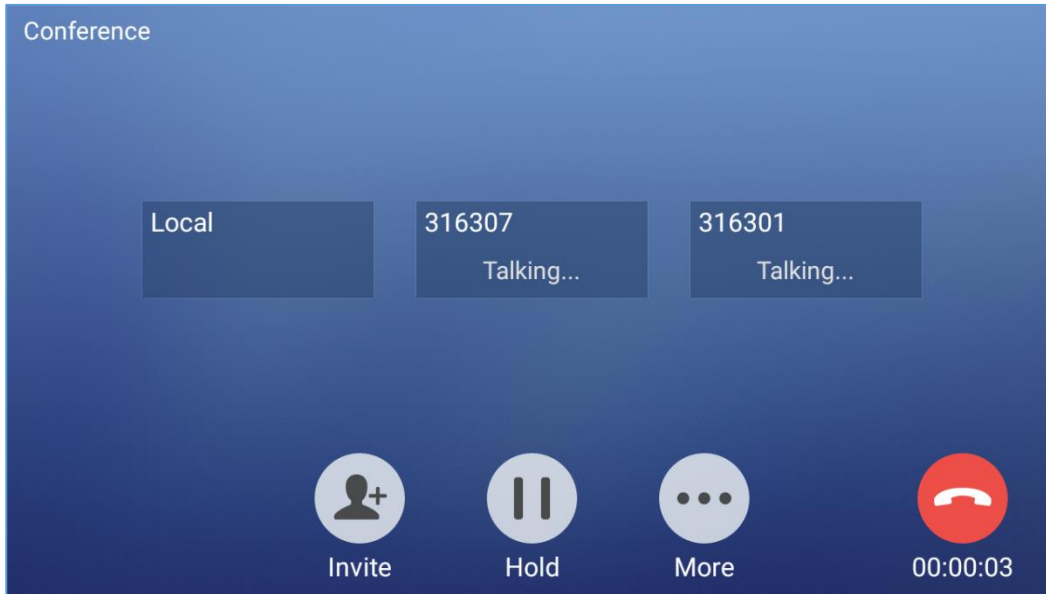 Conference
Local
316307
Talking...
316301
Talking...
Invite
Hold
More
00:00:03